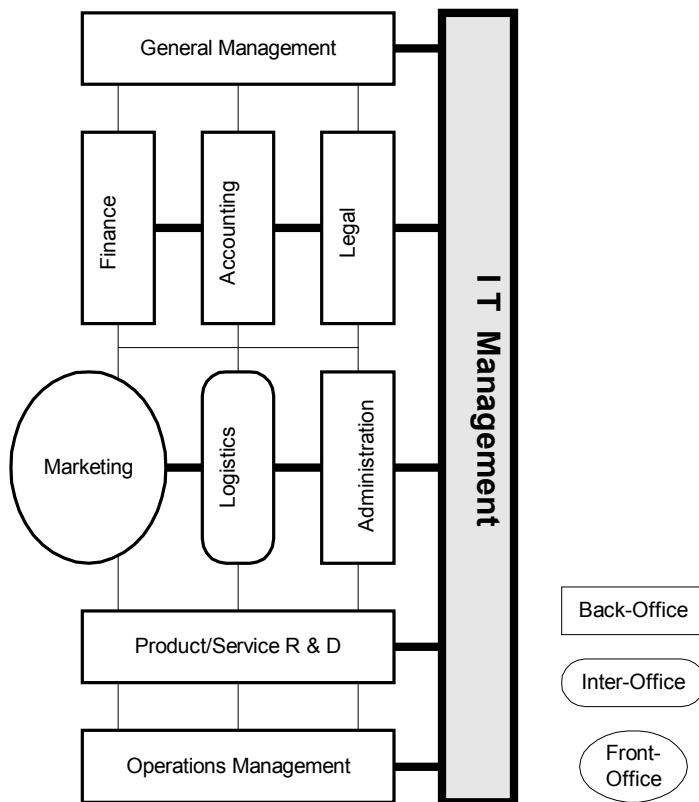 General Management
Finance
Accounting
Legal
I T Management
Marketing
Logistics
Administration
Product/Service R & D
Operations Management
Back-Office
Inter-Office
Front-
Office